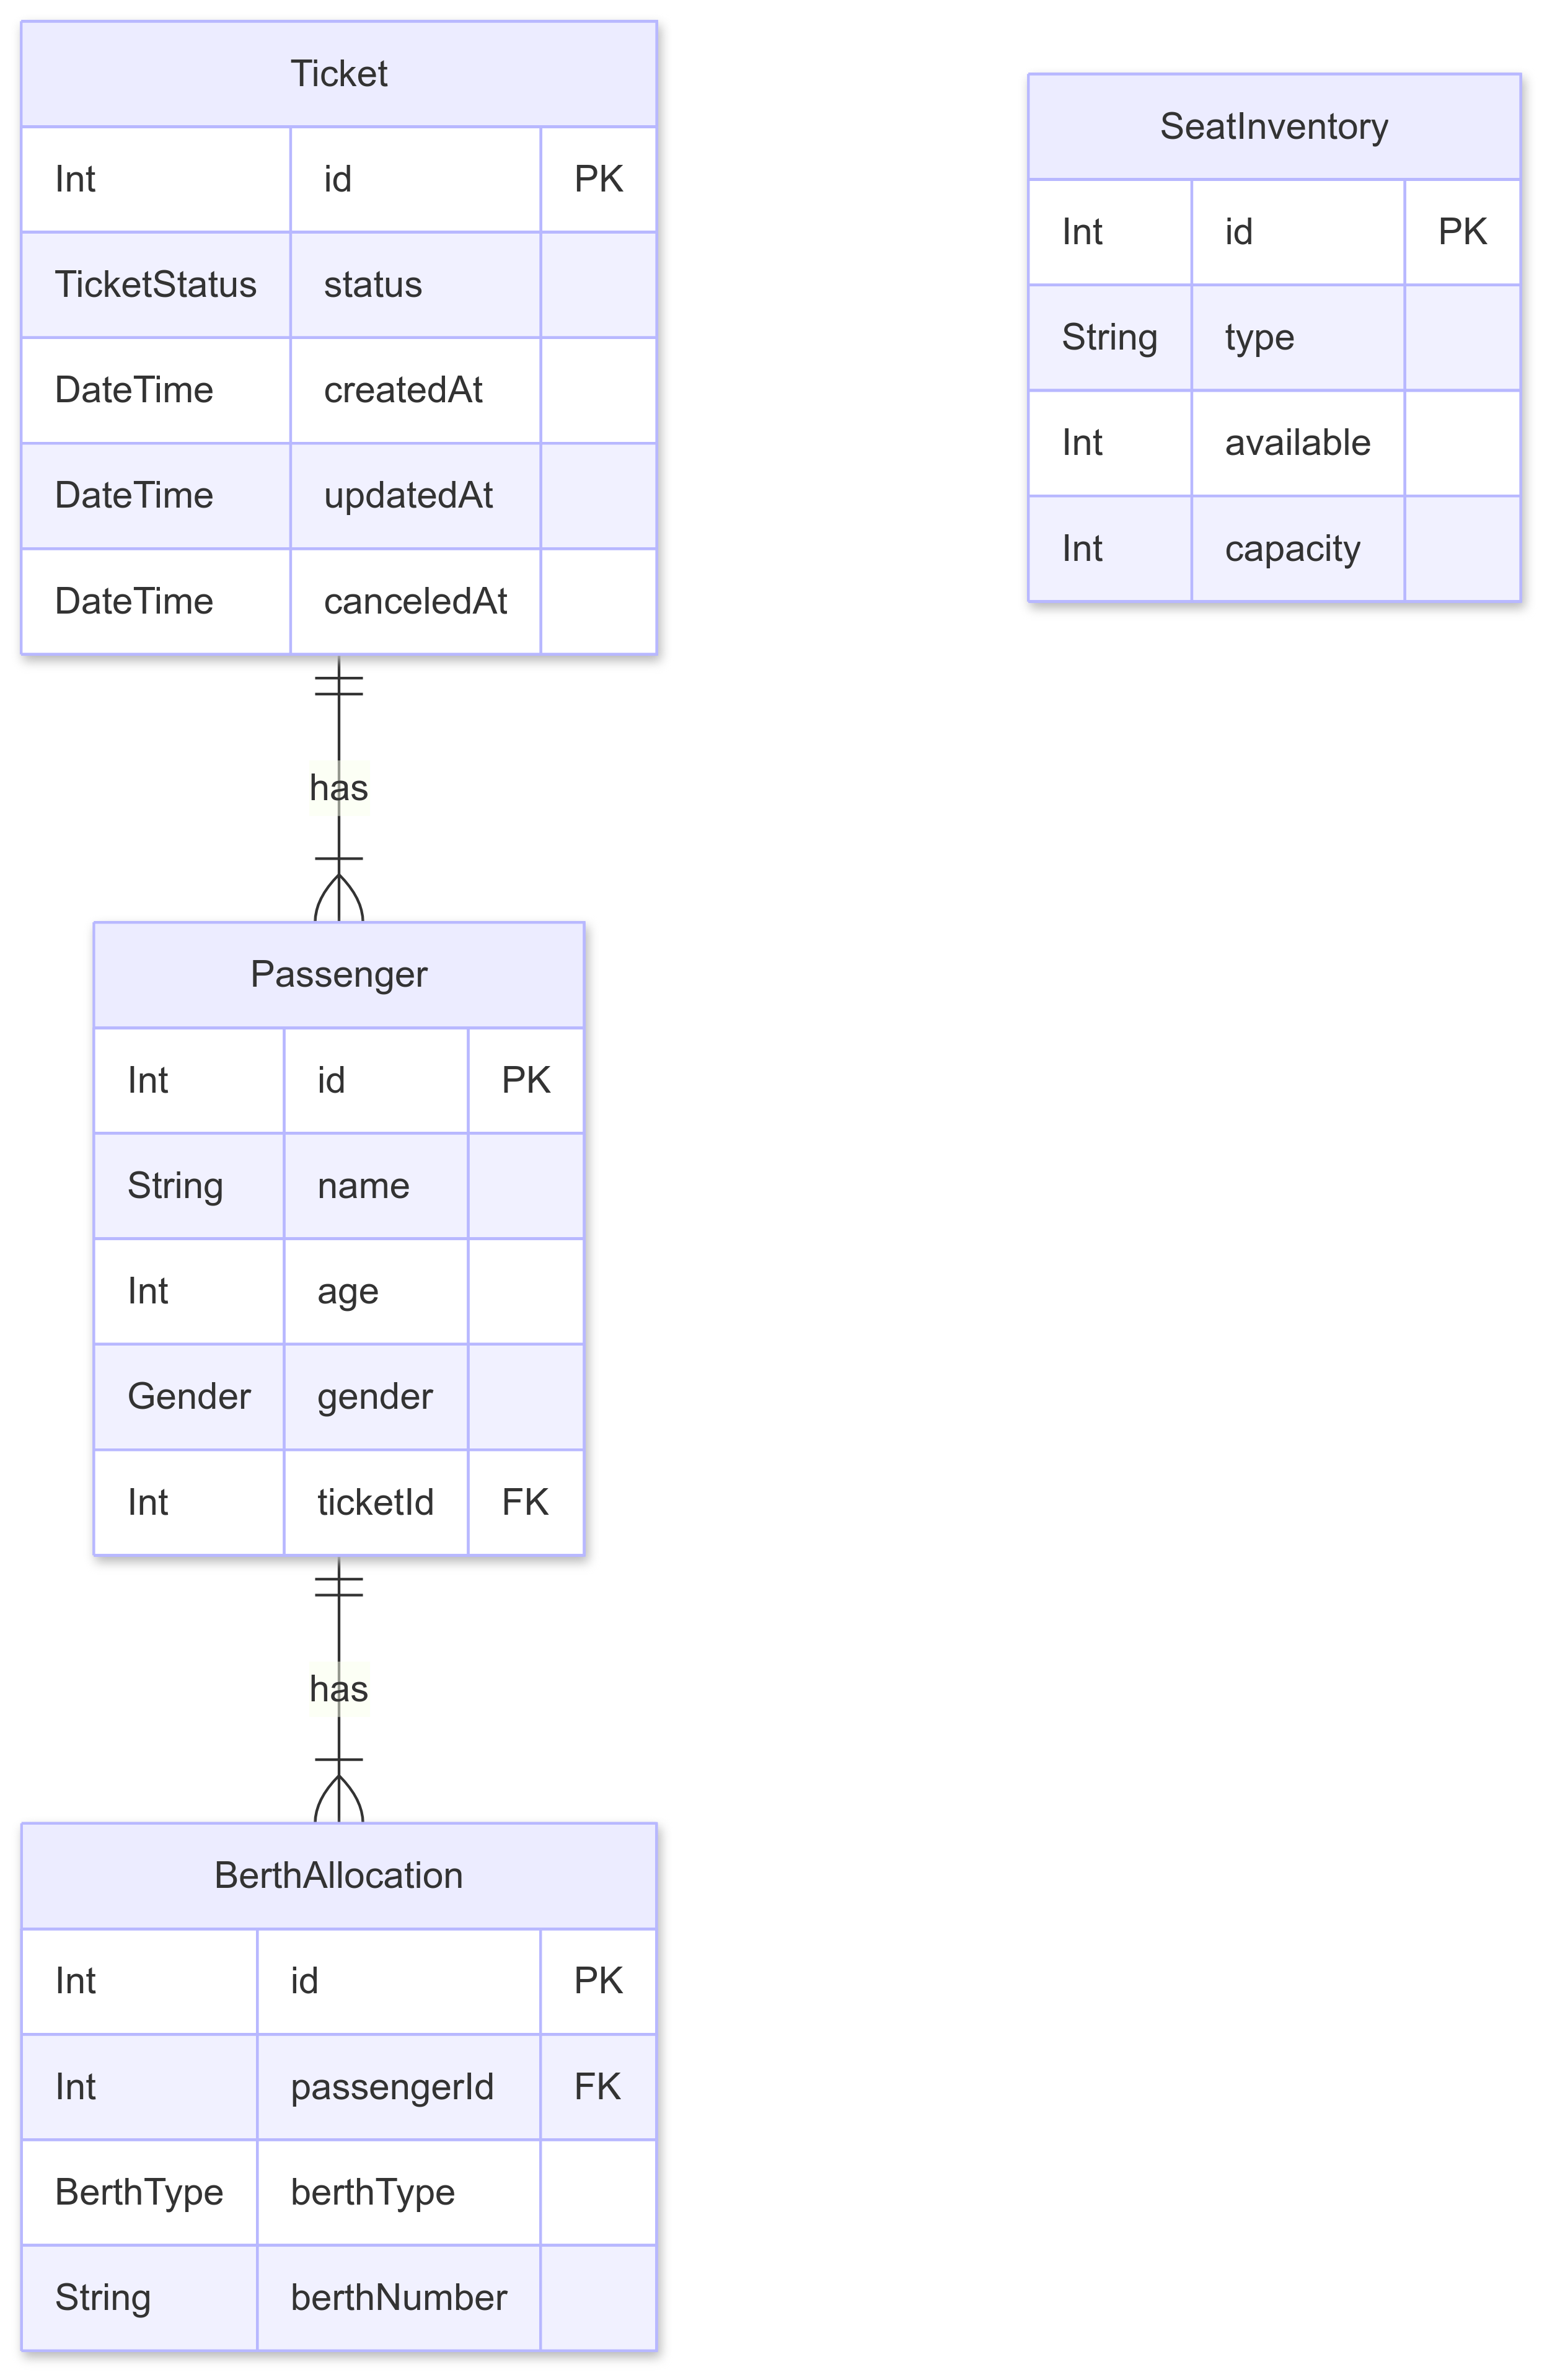 Ticket
Int id PK
TicketStatus status
DateTime createdAt
DateTime updatedAt
DateTime canceledAt
has
Passenger
Int id PK
String name
Int age
Gender gender
Int ticketId FK
has
BerthAllocation
Int id PK
Int passengerId FK
BerthType berthType
String berthNumber
SeatInventory
Int id PK
String type
Int available
Int capacity